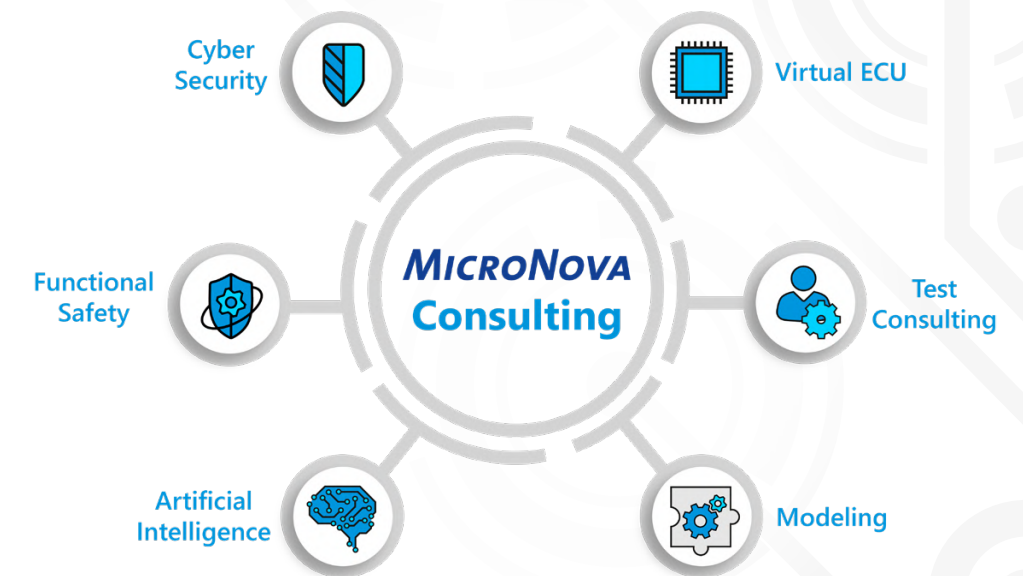 Cyber
Security
Virtual ECU
MICRONOVA
Consulting
Functional
Safety
Test
Consulting
Artificial
Intelligence
Modeling